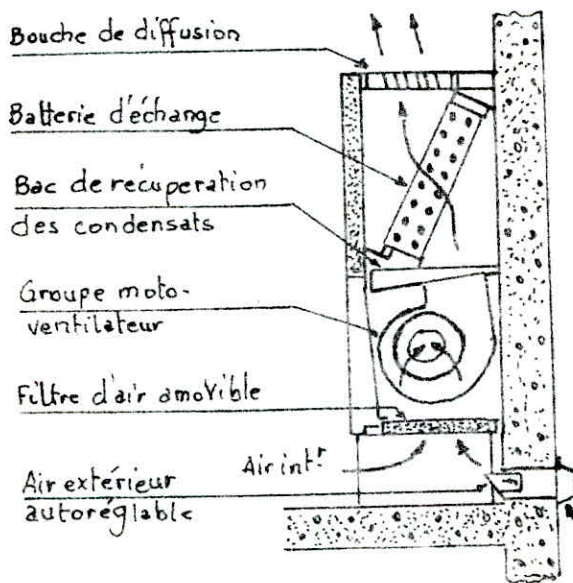 Bouche de diffusion
Batterie d'échange
Bac de récuperation
des condensats
Groupe moto-
ventilateur
Filtre d'air amovible
Air intr
Air extérieur
autoréglable